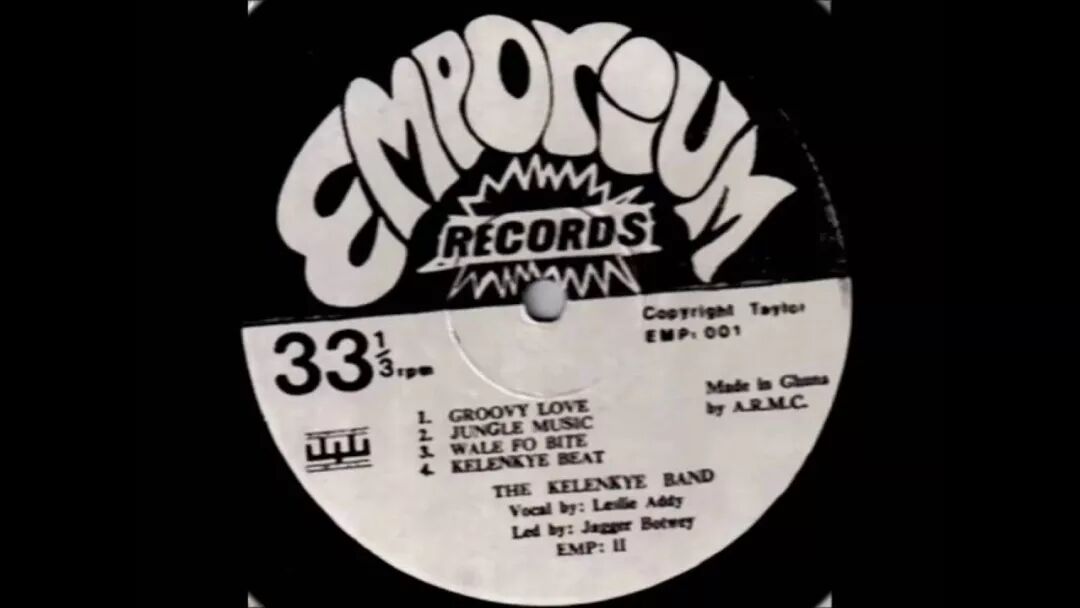 EMPORIUM
RECORDS
33 1/3 rpm
Copyright Taylor
EMP: 001
Made in Ghana
by A.R.M.C.
1. GROOVY LOVE
2. JUNGLE MUSIC
3. WALE FO BITE
4. KELENKYE BEAT
THE KELENKYE BAND
Vocal by: Leslie Addy
Led by: Jagger Botwey
EMP: II